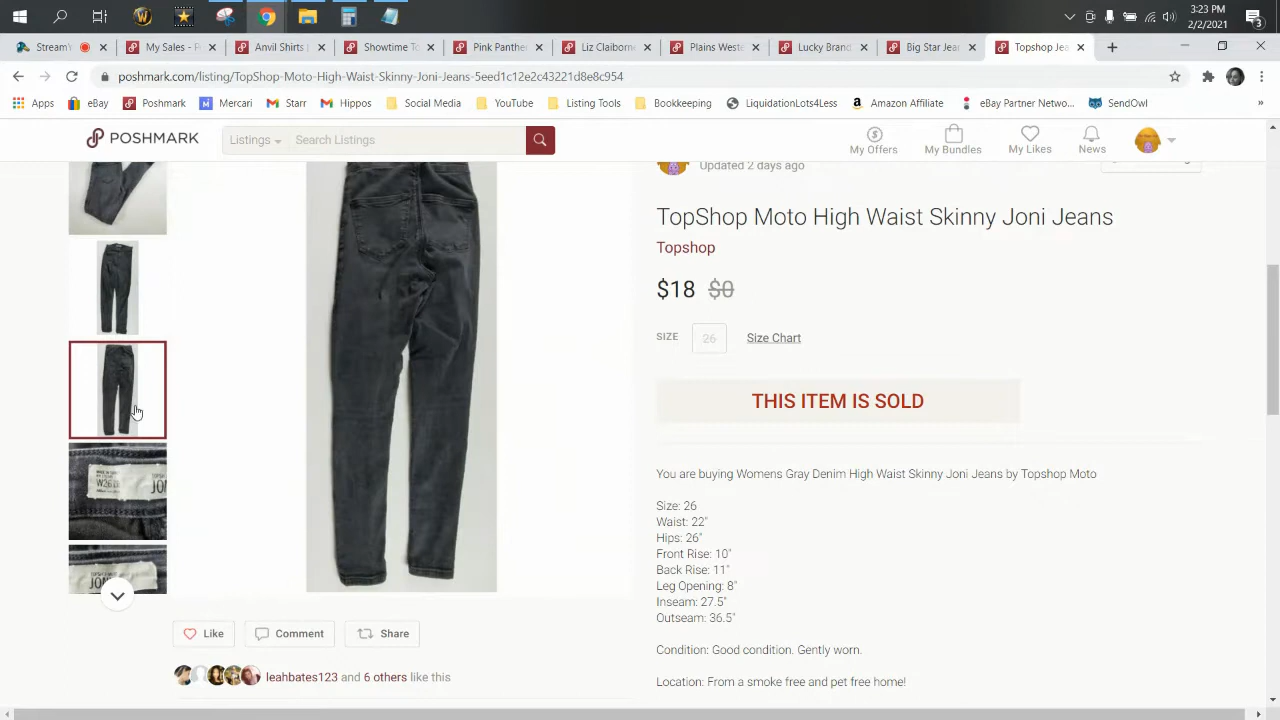 3:23 PM
2/2/2021
3
StreamY
My Sales - P
Anvil Shirts
Showtime To
Pink Panthe
Liz Claiborne
Plains Weste
Lucky Brand
Big Star Jea
Topshop Jea
poshmark.com/listing/TopShop-Moto-High-Waist-Skinny-Joni-Jeans-5eed1c12e2c43221d8e8c954
Apps
eBay
Poshmark
Mercari
Starr
Hippos
Social Media
YouTube
Listing Tools
Bookkeeping
LiquidationLots4Less
Amazon Affiliate
eBay Partner Netwo...
SendOwl
»
POSHMARK
Listings
Search Listings
My Offers
My Bundles
My Likes
News
Updated 2 days ago
TopShop Moto High Waist Skinny Joni Jeans
Topshop
$18 $0
SIZE 26 Size Chart
THIS ITEM IS SOLD
You are buying Womens Gray Denim High Waist Skinny Joni Jeans by Topshop Moto
Size: 26
Waist: 22"
Hips: 26"
Front Rise: 10"
Back Rise: 11"
Leg Opening: 8"
Inseam: 27.5"
Outseam: 36.5"
Condition: Good condition. Gently worn.
Location: From a smoke free and pet free home!
Like
Comment
Share
leahbates123 and 6 others like this